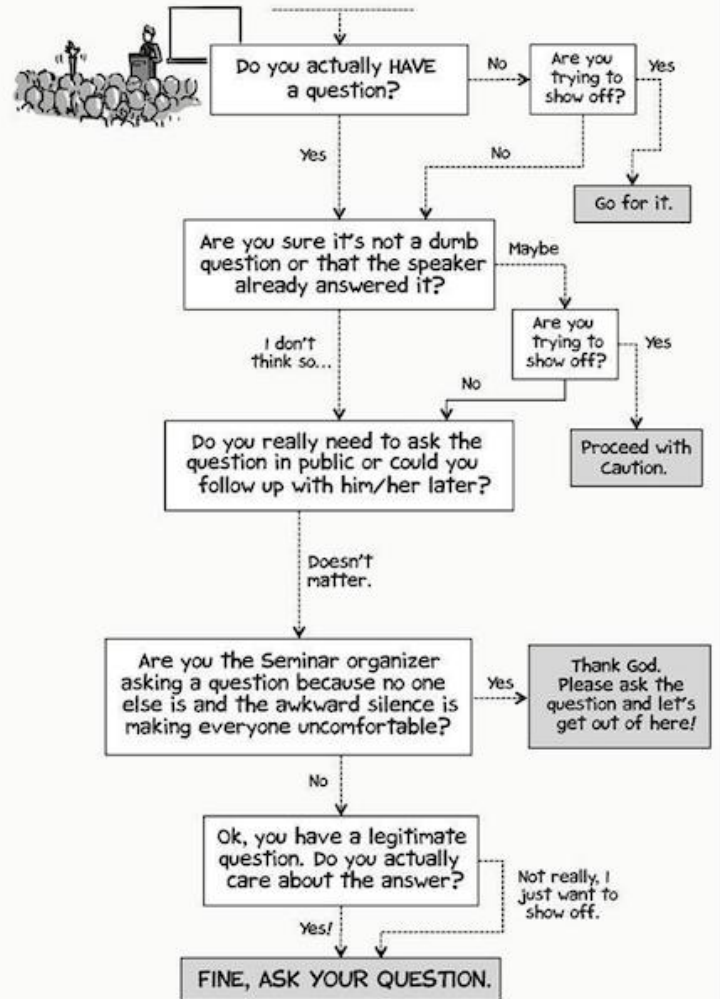 Do you actually HAVE
a question?
No
Are you
trying to
show off?
Yes
Yes
No
Go for it.
Are you sure it's not a dumb
question or that the speaker
already answered it?
Maybe
I don't
think so...
Are you
trying to
show off?
Yes
No
Do you really need to ask the
question in public or could you
follow up with him/her later?
Proceed with
Caution.
Doesn't
matter.
Are you the Seminar organizer
asking a question because no one
else is and the awkward silence is
making everyone uncomfortable?
Yes
Thank God.
Please ask the
question and let's
get out of here!
No
Ok, you have a legitimate
question. Do you actually
care about the answer?
Not really, I
just want to
show off.
Yes!
FINE, ASK YOUR QUESTION.